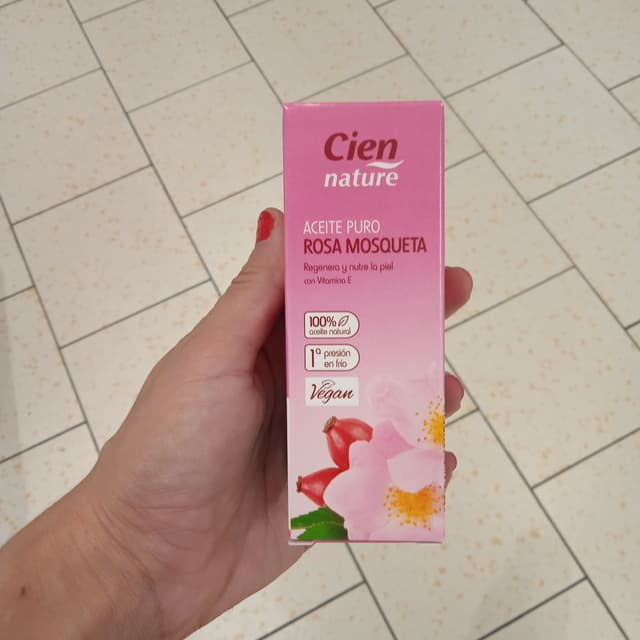 Cien
nature
ACEITE PURO
ROSA MOSQUETA
Regenera y nutre la piel
con Vitamina E
100%
aceite natural
1ª presión
en frío
Vegan